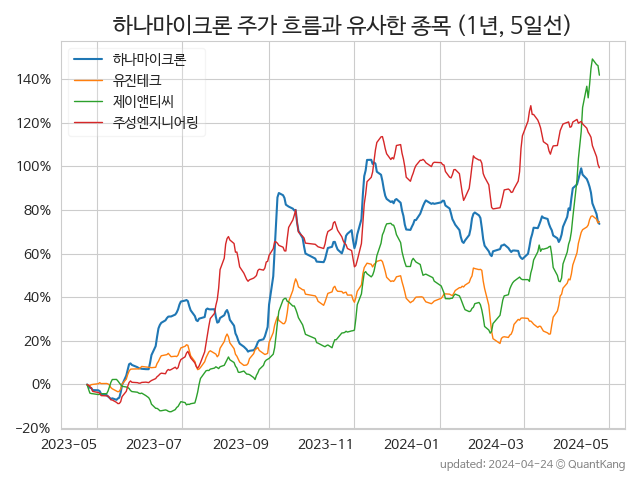 하나마이크론 주가 흐름과 유사한 종목 (1년, 5일선)
하나마이크론
유진테크
제이앤티씨
주성엔지니어링
140%
120%
100%
80%
60%
40%
20%
0%
−20%
2023−05
2023−07
2023−09
2023−11
2024−01
2024−03
2024−05
updated: 2024−04−24 © QuantKang